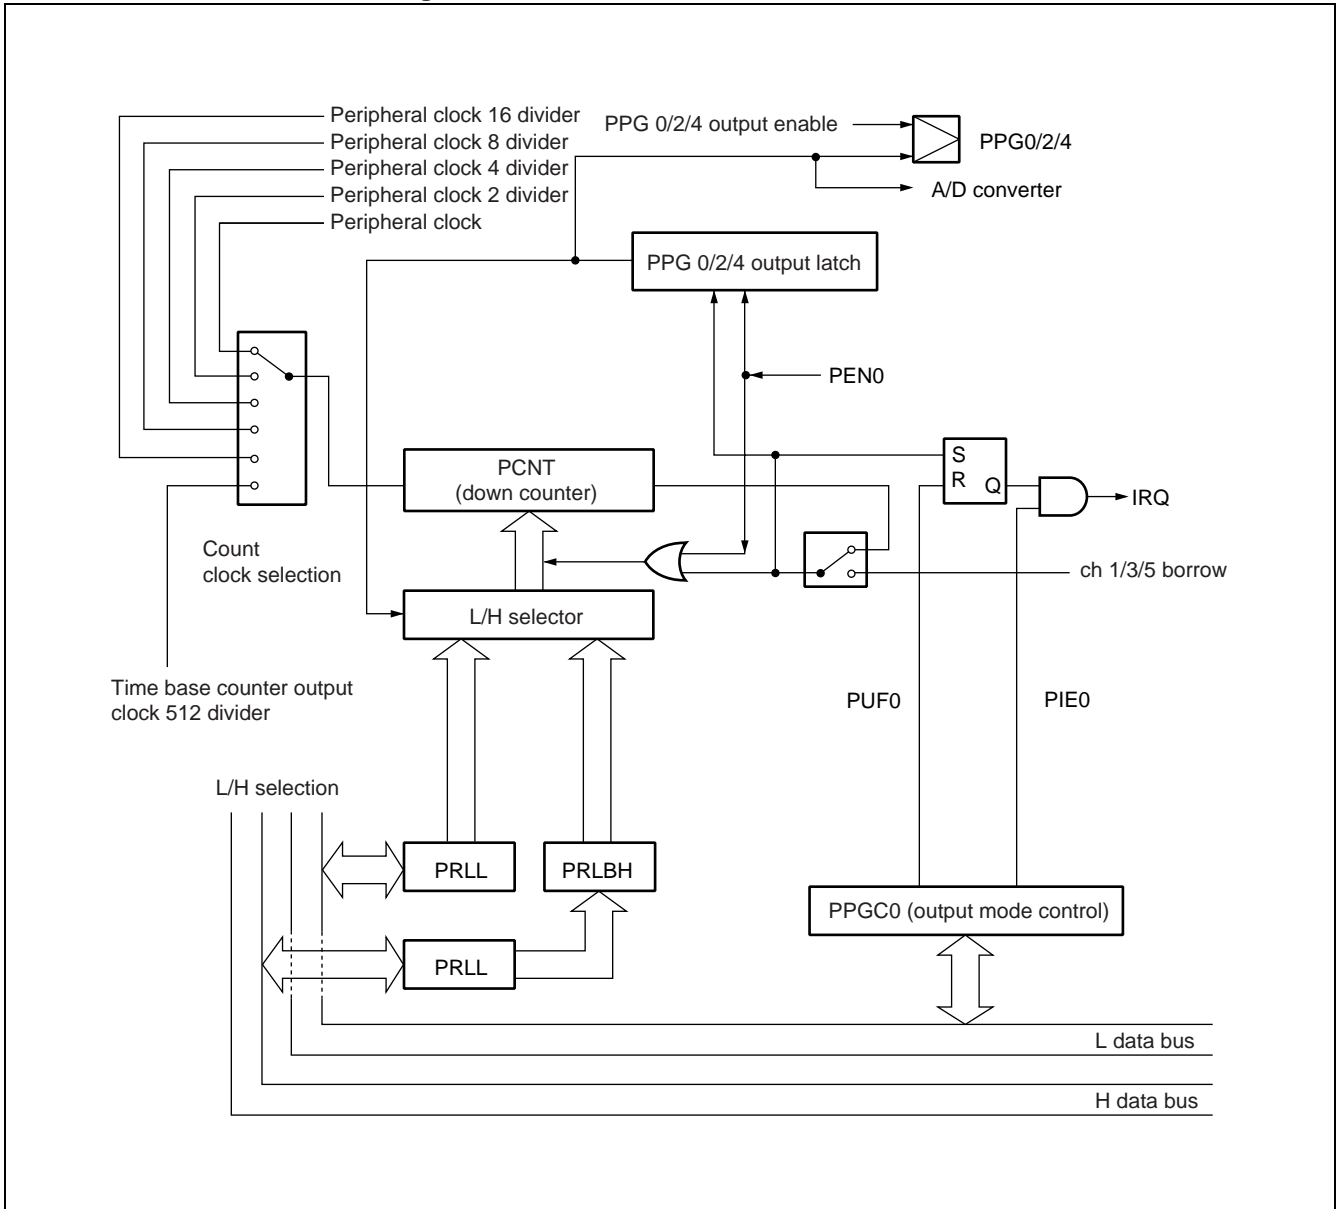 Peripheral clock 16 divider
Peripheral clock 8 divider
Peripheral clock 4 divider
Peripheral clock 2 divider
Peripheral clock
PPG 0/2/4 output enable
PPG0/2/4
A/D converter
PPG 0/2/4 output latch
PEN0
PCNT
(down counter)
S
R
Q
IRQ
Count
clock selection
ch 1/3/5 borrow
L/H selector
Time base counter output
clock 512 divider
PUF0
PIE0
L/H selection
PRLL
PRLBH
PPGC0 (output mode control)
PRLL
L data bus
H data bus